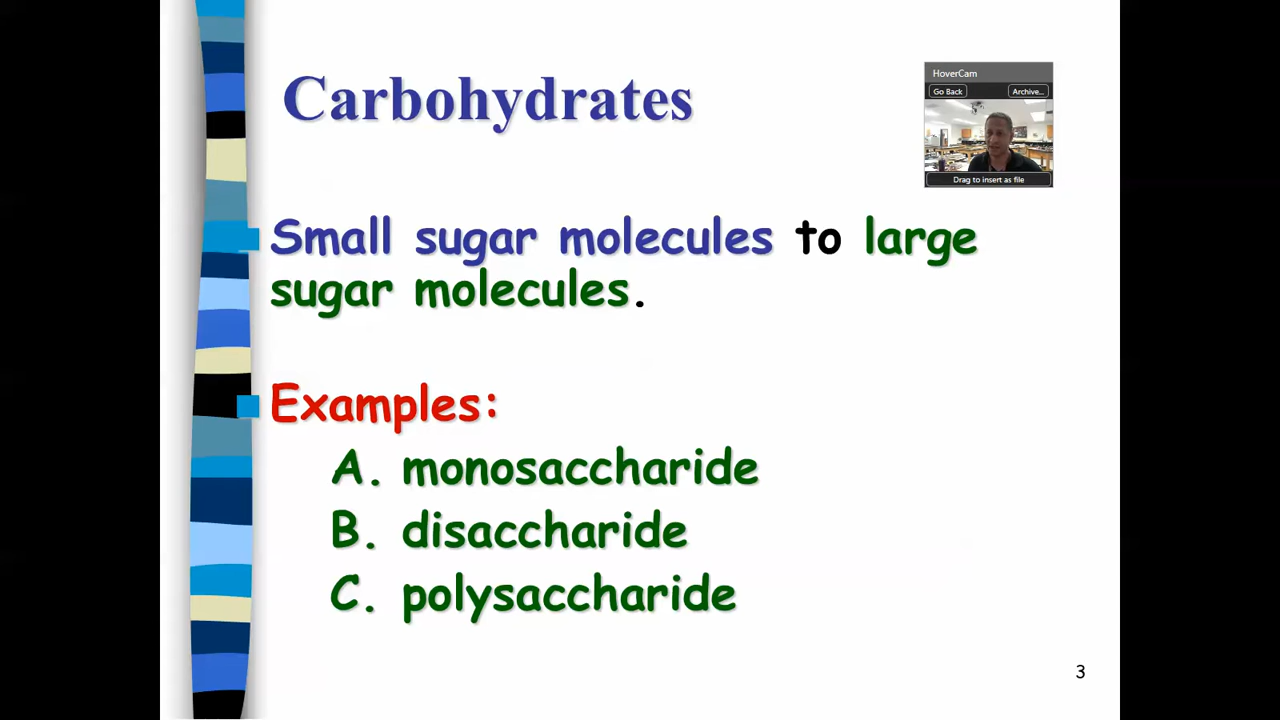 Carbohydrates
HoverCam
Go Back
Archive...
Drag to insert as file
Small sugar molecules to large
sugar molecules.
Examples:
A. monosaccharide
B. disaccharide
C. polysaccharide
3